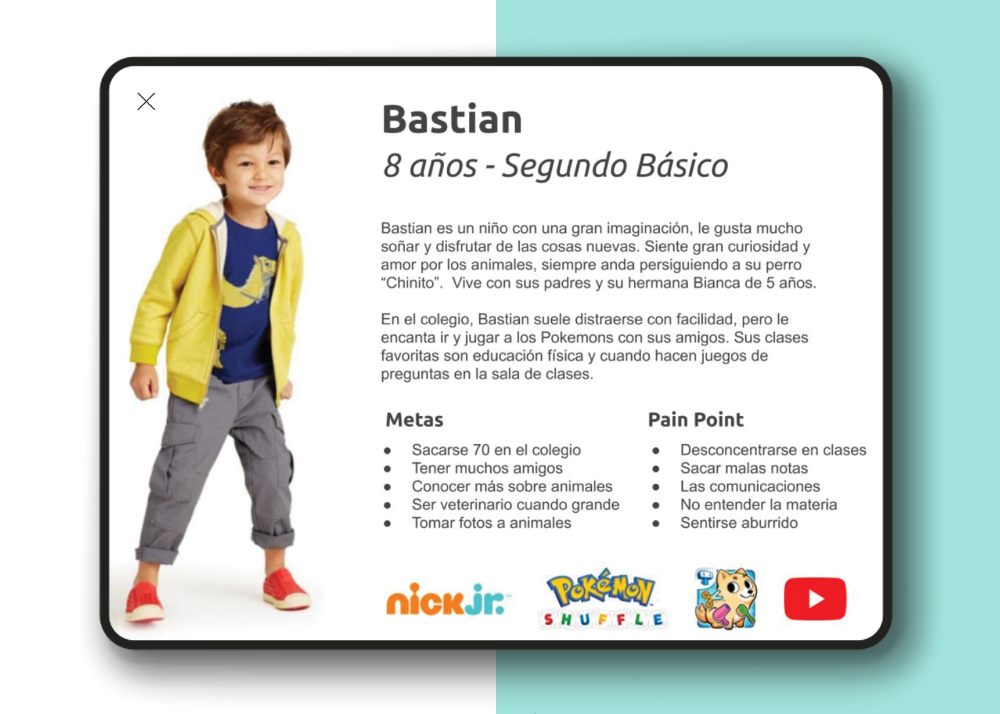 Bastian
8 años - Segundo Básico
Bastian es un niño con una gran imaginación, le gusta mucho
soñar y disfrutar de las cosas nuevas. Siente gran curiosidad y
amor por los animales, siempre anda persiguiendo a su perro
“Chinito”.  Vive con sus padres y su hermana Bianca de 5 años.
En el colegio, Bastian suele distraerse con facilidad, pero le
encanta ir y jugar a los Pokemons con sus amigos. Sus clases
favoritas son educación física y cuando hacen juegos de
preguntas en la sala de clases.
Metas
● Sacarse 70 en el colegio
● Tener muchos amigos
● Conocer más sobre animales
● Ser veterinario cuando grande
● Tomar fotos a animales
Pain Point
● Desconcentrarse en clases
● Sacar malas notas
● Las comunicaciones
● No entender la materia
● Sentirse aburrido
nick jr.™
POKÉMON
SHUFFLE